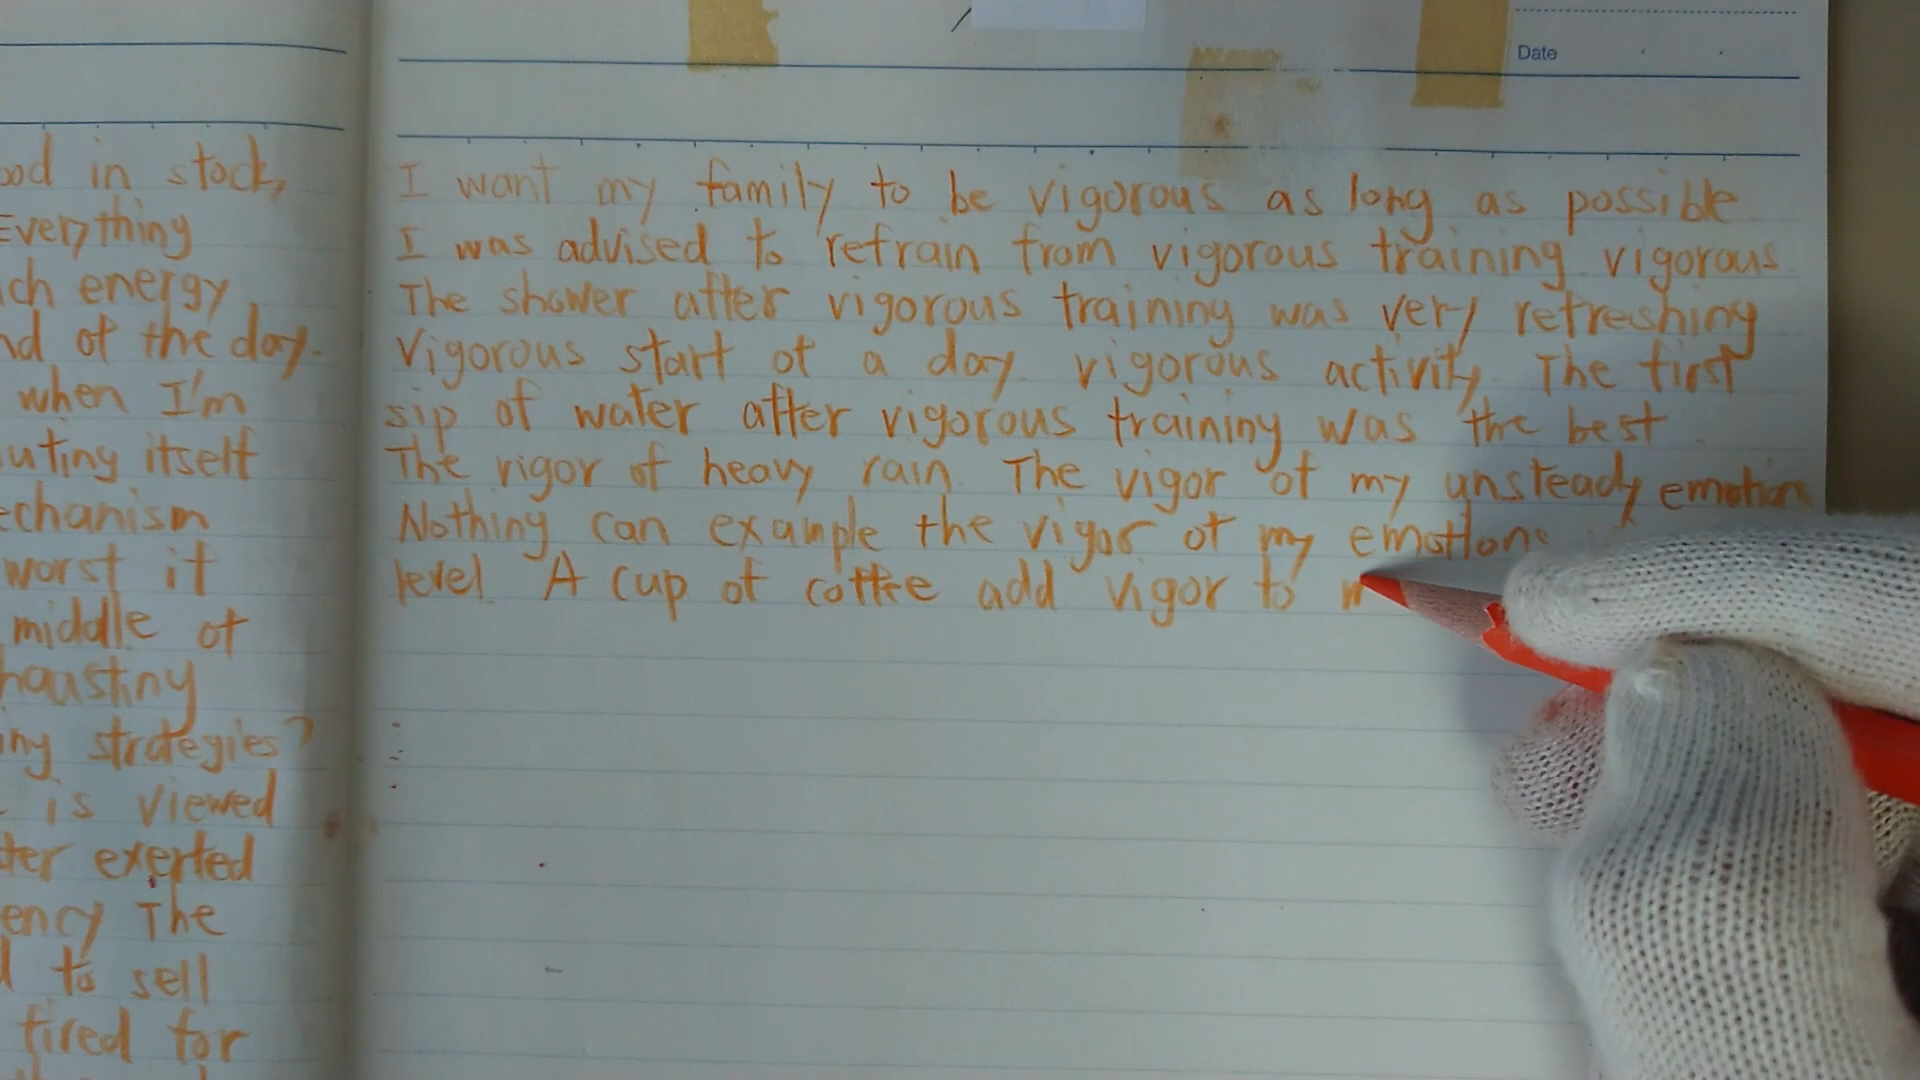 ood in stock,
Everything
ch energy
nd of the day.
when I'm
uting itself
echanism
worst it
middle of
hausting
ing strategies?
is viewed
ter exerted
ency The
to sell
tired for
Date
I want my family to be vigorous as long as possible
I was advised to refrain from vigorous training vigorous
The shower after vigorous training was very refreshing
Vigorous start of a day vigorous activity The first
sip of water after vigorous training was the best
The vigor of heavy rain. The vigor of my unsteady emotion
Nothing can example the vigor of my emotions
level. A cup of coffee add vigor to m